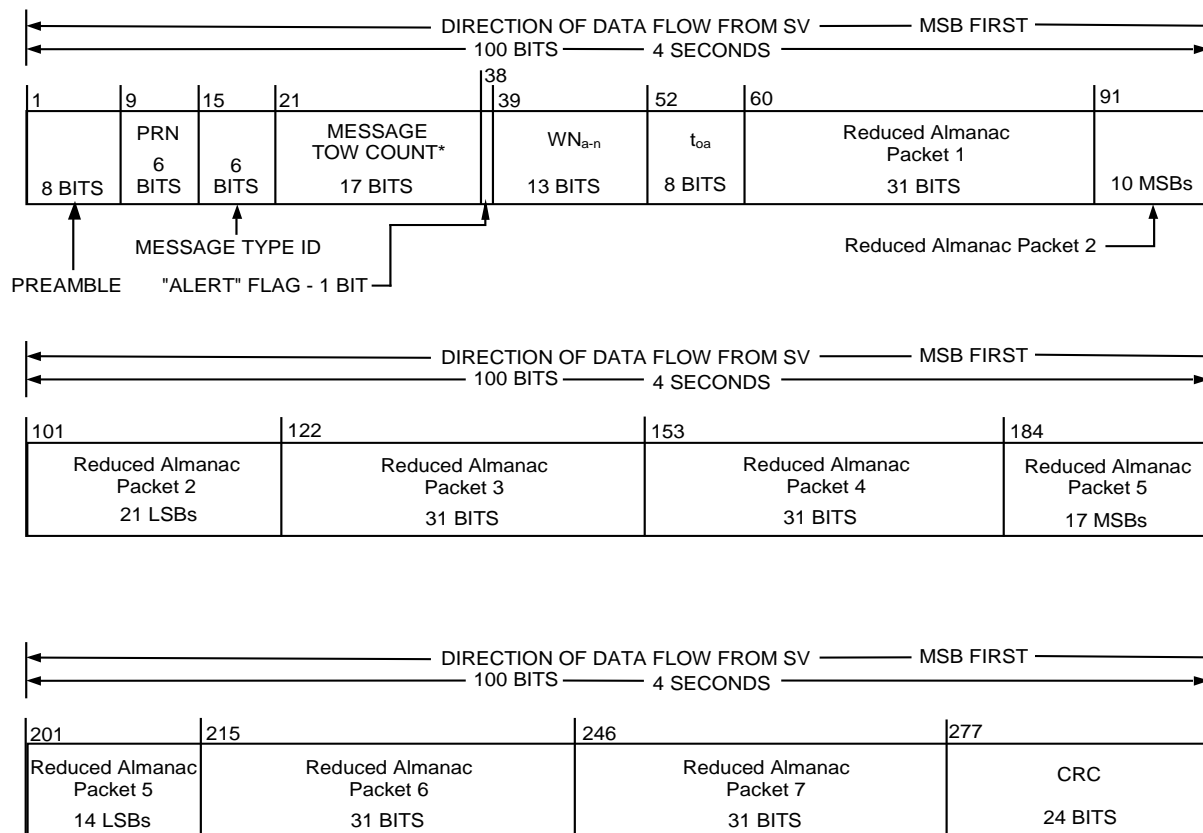 DIRECTION OF DATA FLOW FROM SV MSB FIRST
100 BITS 4 SECONDS
1 9 15 21 38 39 52 60 91
8 BITS
PRN
6
BITS
6
BITS
MESSAGE
TOW COUNT*
17 BITS
WNa-n
13 BITS
toa
8 BITS
Reduced Almanac
Packet 1
31 BITS
10 MSBs
MESSAGE TYPE ID
Reduced Almanac Packet 2
PREAMBLE
"ALERT" FLAG - 1 BIT
DIRECTION OF DATA FLOW FROM SV MSB FIRST
100 BITS 4 SECONDS
101 122 153 184
Reduced Almanac
Packet 2
21 LSBs
Reduced Almanac
Packet 3
31 BITS
Reduced Almanac
Packet 4
31 BITS
Reduced Almanac
Packet 5
17 MSBs
DIRECTION OF DATA FLOW FROM SV MSB FIRST
100 BITS 4 SECONDS
201 215 246 277
Reduced Almanac
Packet 5
14 LSBs
Reduced Almanac
Packet 6
31 BITS
Reduced Almanac
Packet 7
31 BITS
CRC
24 BITS